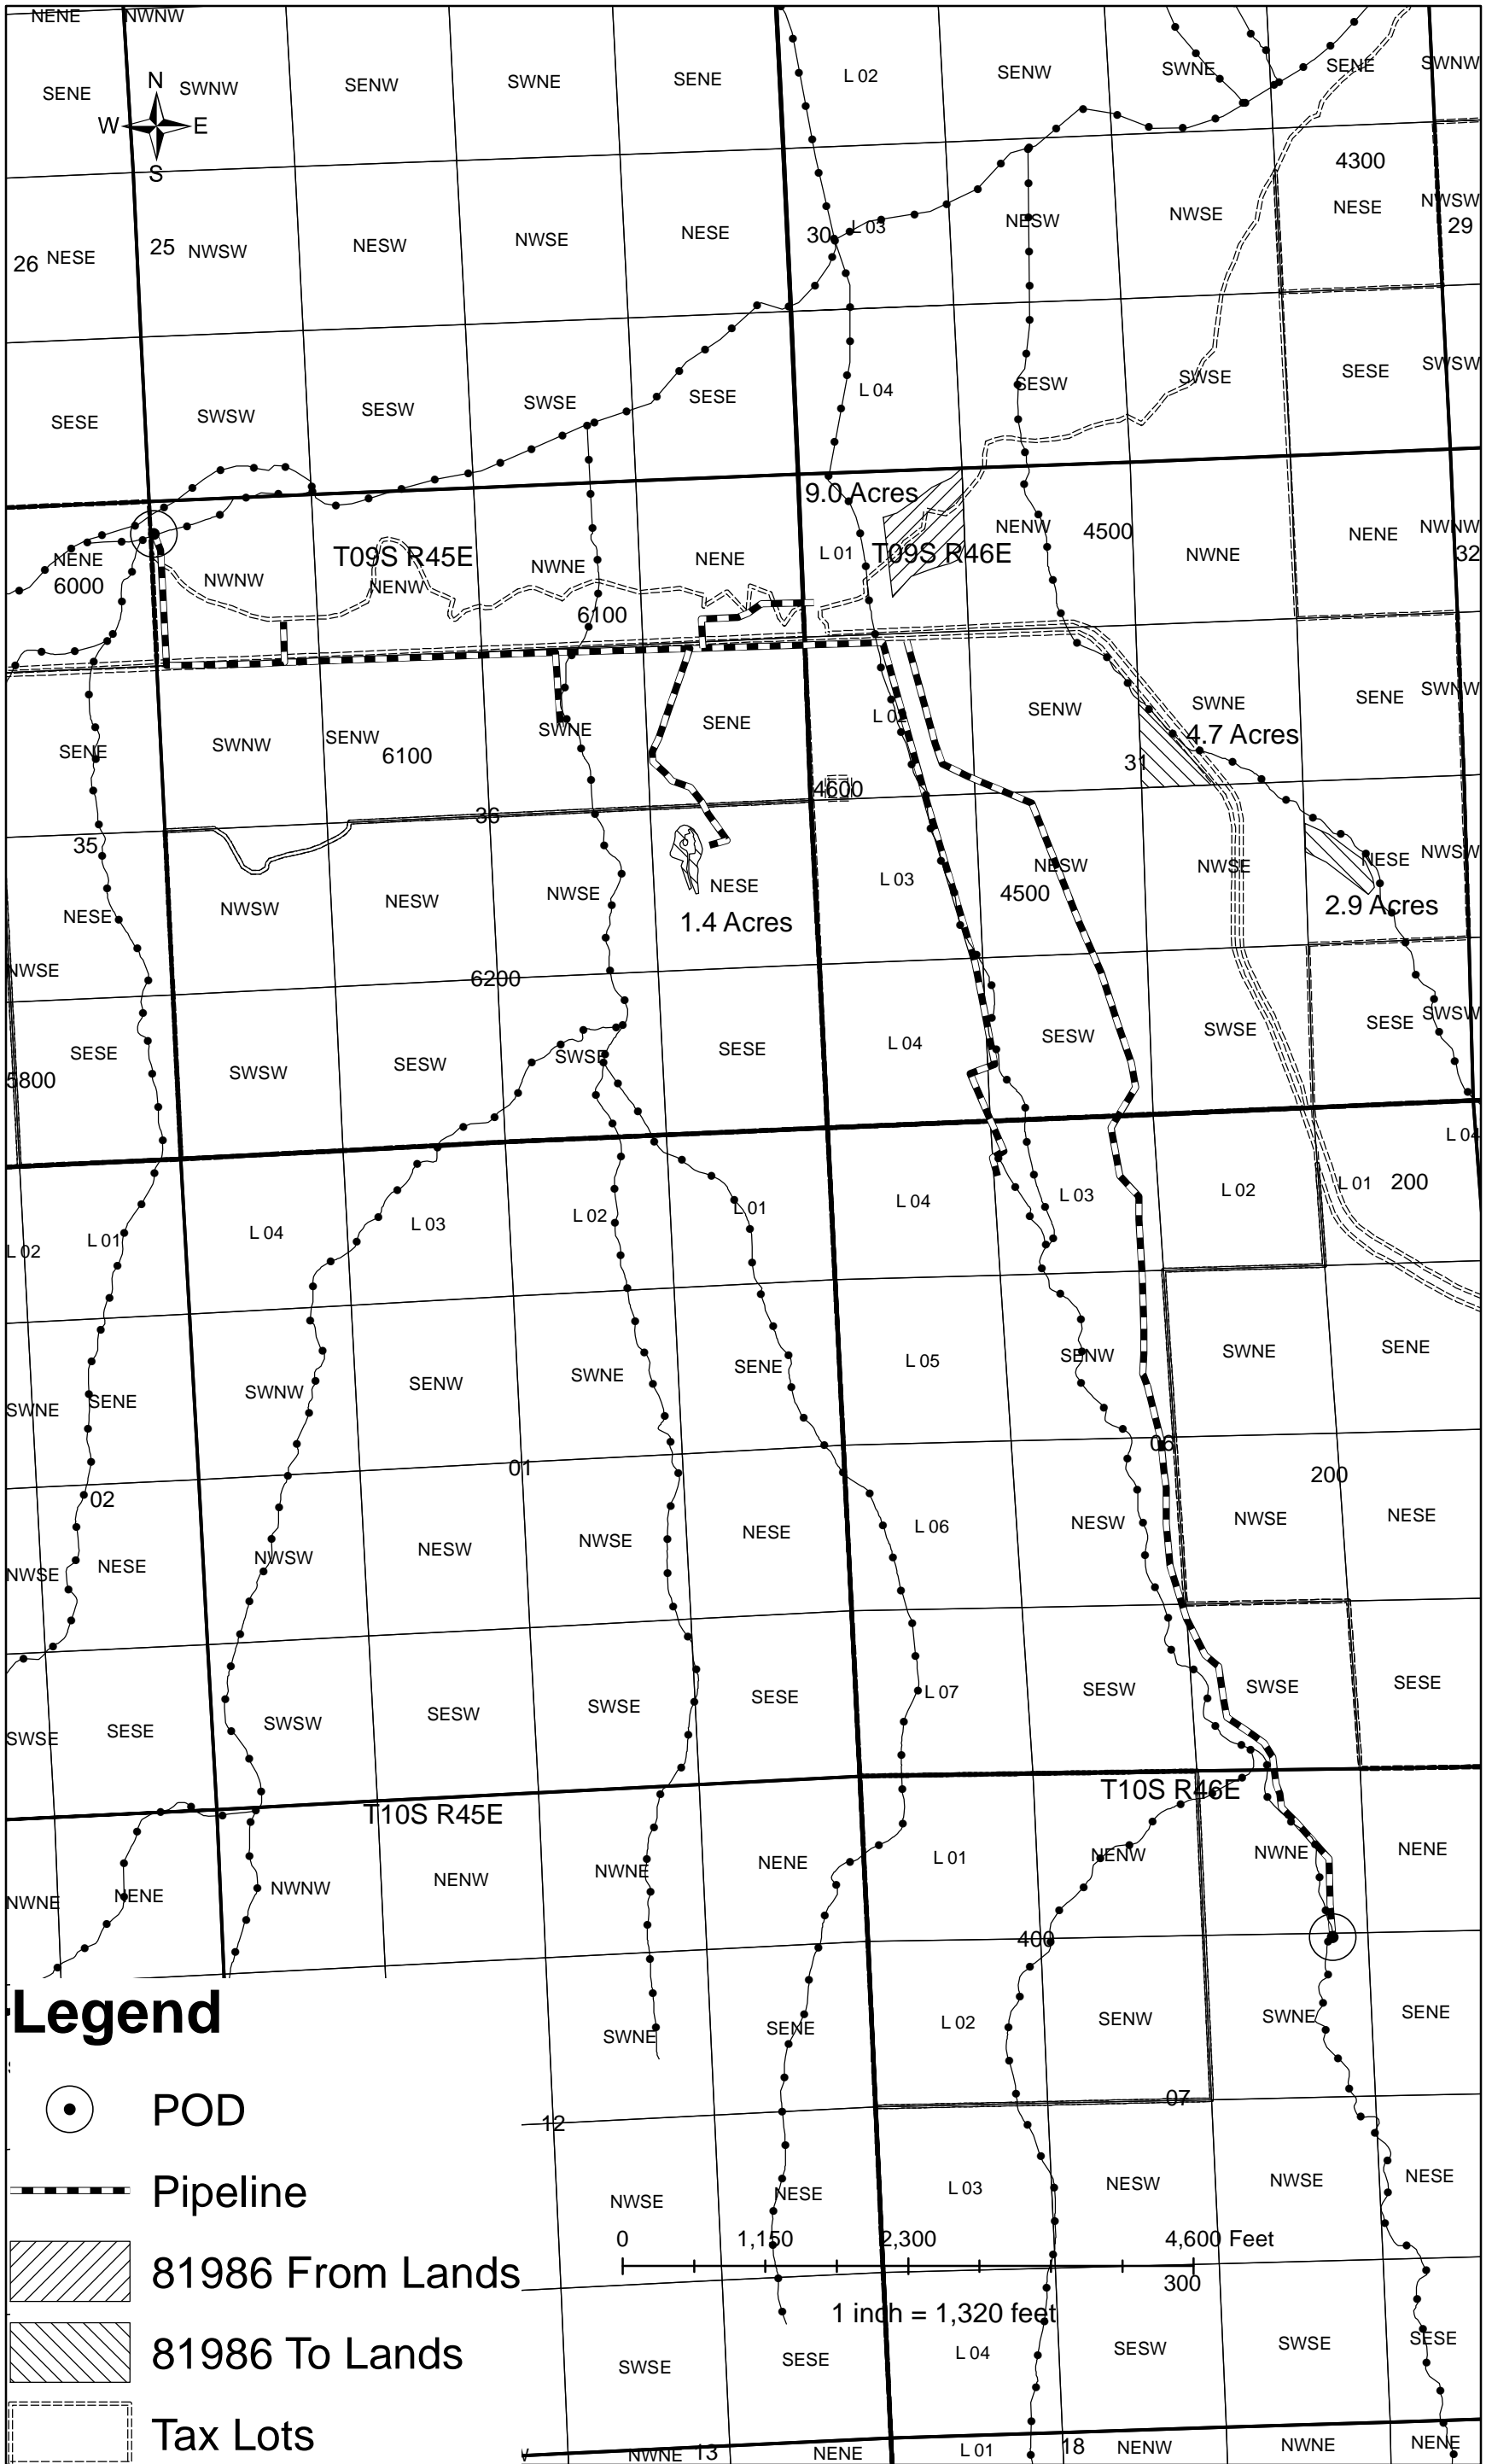 NENE NWNW
SENE SWNW SENW SWNE SENE L 02 SENW SWNE SENE SWNW
N
W E
S
4300
26 NESE 25 NWSW NESW NWSE NESE 30 L 03 NESW NWSE NESE NWSW
29
SESE SWSW SESW SWSE SESE L 04 SESW SWSE SESE SWSW
9.0 Acres
NENE NWNW T09S R45E NENW NWNE NENE L 01 T09S R46E NENW 4500 NWNE NENE NWNW
32
6000 6100
SENE SWNW SENW 6100 SWNE SENE L 02 SENW SWNE SENE SWNW
4.7 Acres
31
4600
35 36
NESE NWSW NESW NWSE NESE L 03 NESW NWSE NESE NWSW
1.4 Acres 4500 2.9 Acres
NWSE 6200
SESE SWSW SESW SWSE SESE L 04 SESW SWSE SESE SWSW
5800
L 04
L 02 L 01 L 04 L 03 L 02 L 01 L 04 L 03 L 02 L 01 200
SWNE SENE SWNW SENW SWNE SENE L 05 SENW SWNE SENE
02 01 06 200
NWSE NESE NWSW NESW NWSE NESE L 06 NESW NWSE NESE
SWSE SESE SWSW SESW SWSE SESE L 07 SESW SWSE SESE
T10S R45E T10S R46E
NWNE NENE NWNW NENW NWNE NENE L 01 NENW NWNE NENE
400
Legend
SWNE SENE L 02 SENW SWNE SENE
POD
12 07
Pipeline
NWSE NESE L 03 NESW NWSE NESE
0 1,150 2,300 4,600 Feet
81986 From Lands
300
1 inch = 1,320 feet
81986 To Lands
SWSE SESE L 04 SESW SWSE SESE
Tax Lots
NWNE 13 NENE L 01 18 NENW NWNE NENE